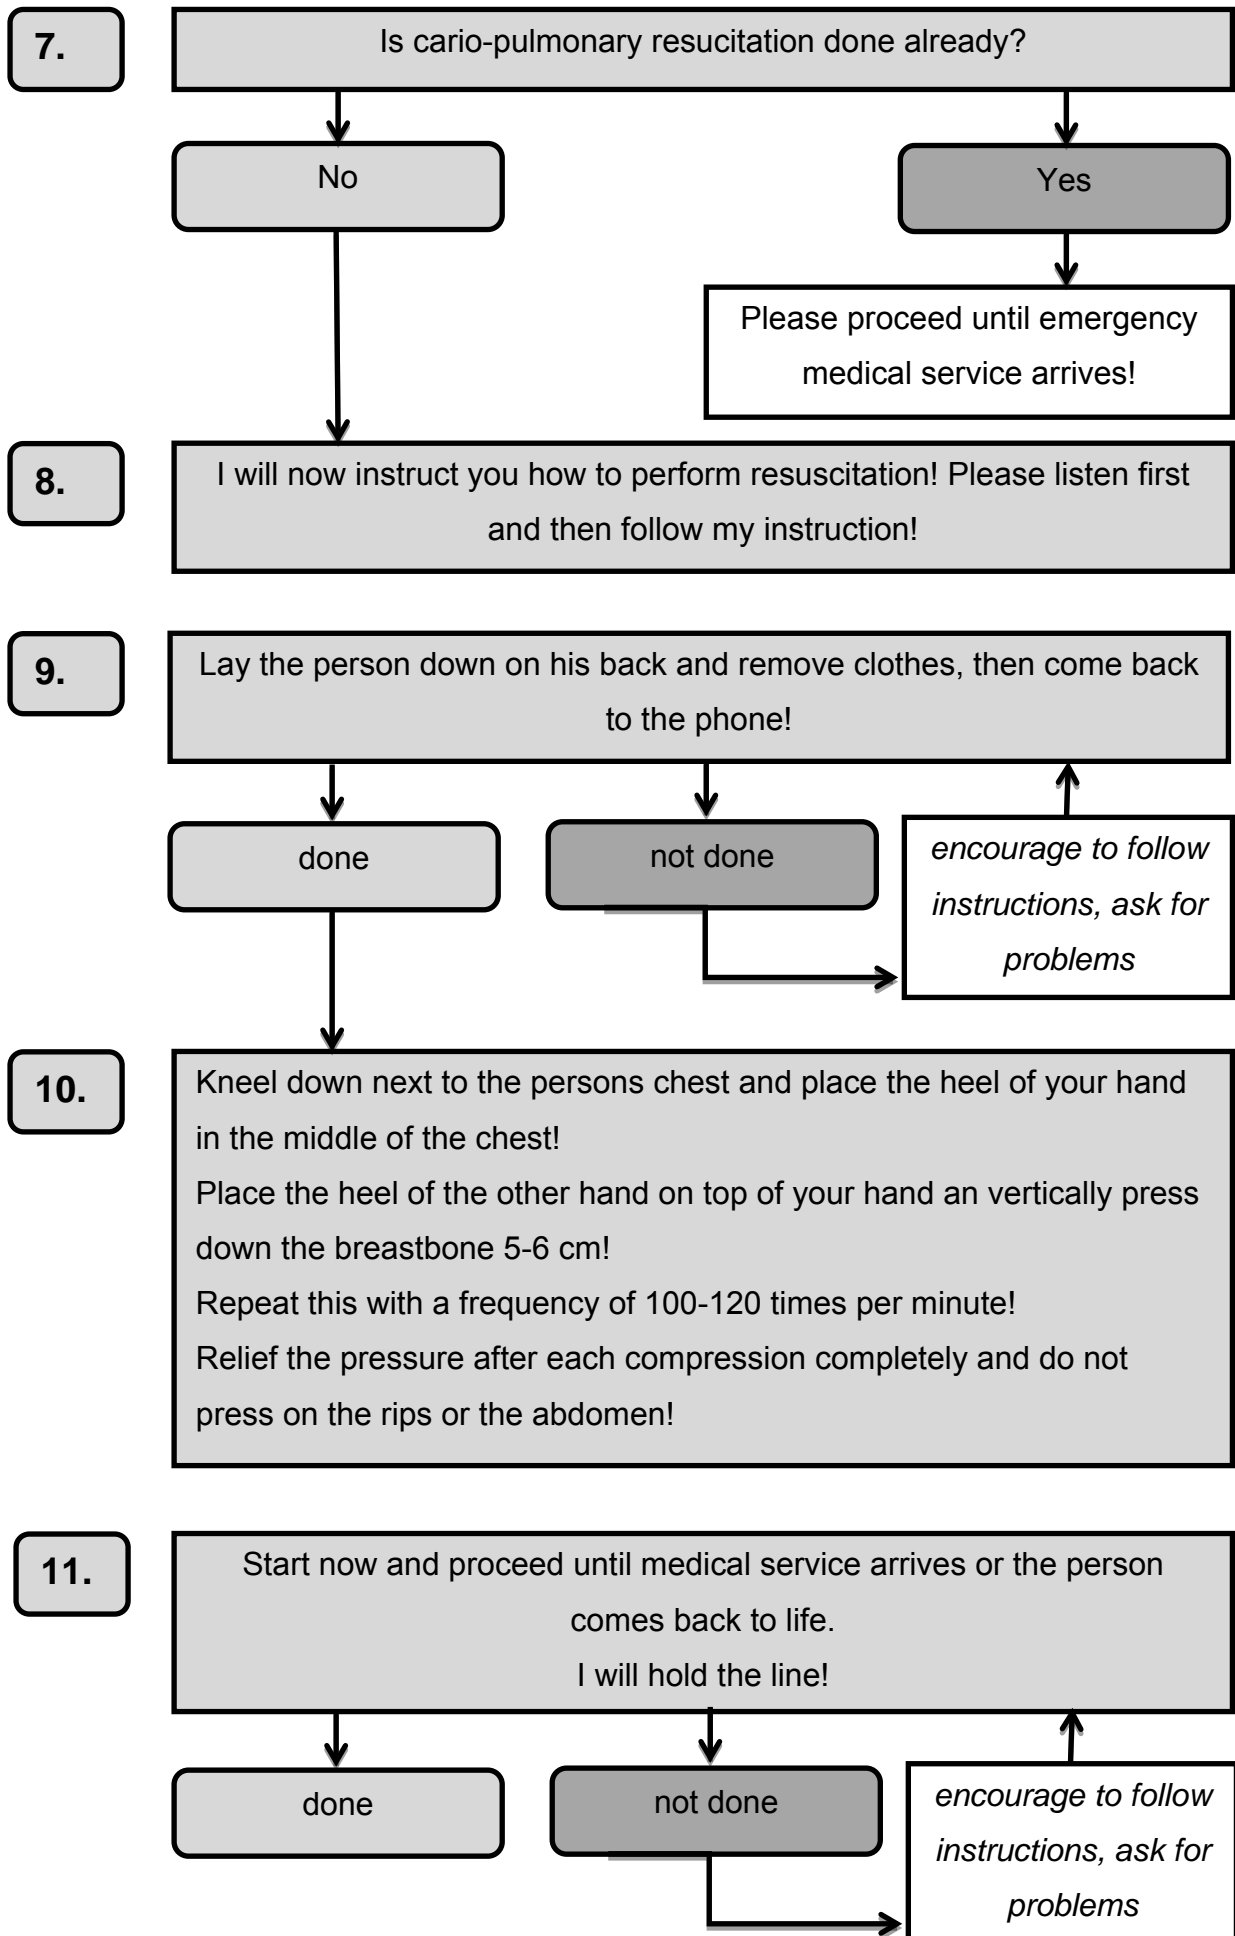 7.
Is cario-pulmonary resucitation done already?
No
Yes
Please proceed until emergency
medical service arrives!
8.
I will now instruct you how to perform resuscitation! Please listen first
and then follow my instruction!
9.
Lay the person down on his back and remove clothes, then come back
to the phone!
done
not done
encourage to follow
instructions, ask for
problems
10.
Kneel down next to the persons chest and place the heel of your hand
in the middle of the chest!
Place the heel of the other hand on top of your hand an vertically press
down the breastbone 5-6 cm!
Repeat this with a frequency of 100-120 times per minute!
Relief the pressure after each compression completely and do not
press on the rips or the abdomen!
11.
Start now and proceed until medical service arrives or the person
comes back to life.
I will hold the line!
done
not done
encourage to follow
instructions, ask for
problems